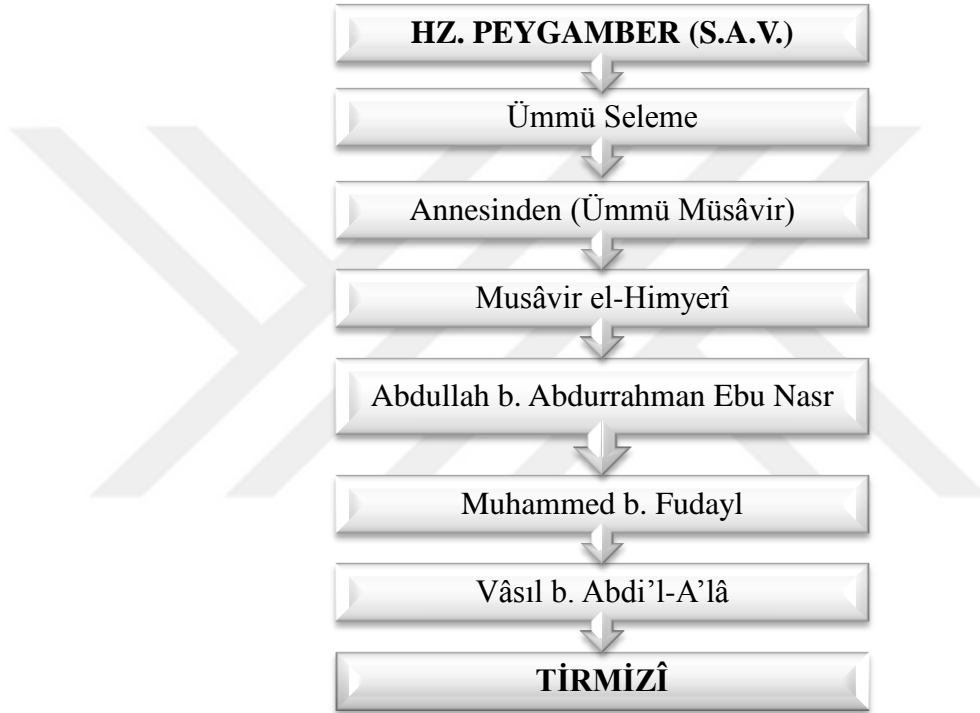 HZ. PEYGAMBER (S.A.V.)
Ümmü Seleme
Annesinden (Ümmü Müsâvir)
Musâvir el-Himyerî
Abdullah b. Abdurrahman Ebu Nasr
Muhammed b. Fudayl
Vâsıl b. Abdi’l-A’lâ
TİRMİZÎ